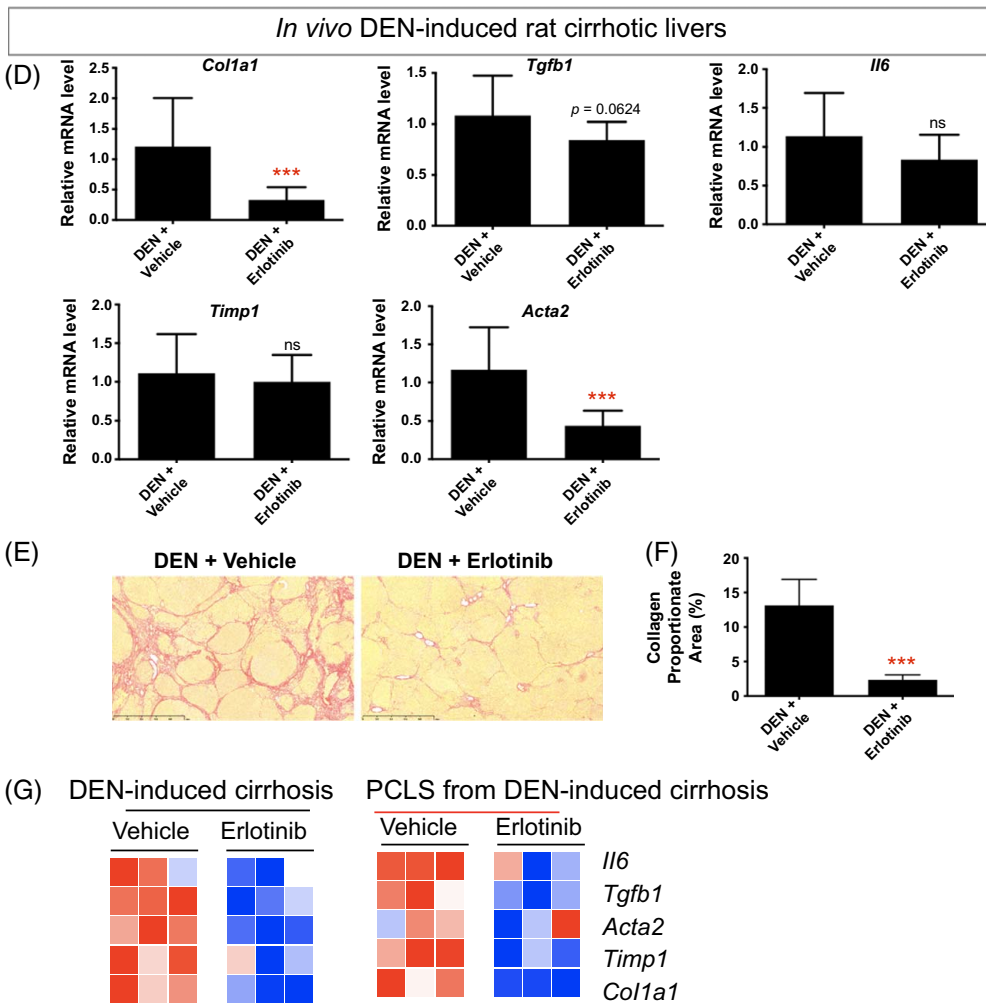 In vivo DEN-induced rat cirrhotic livers
(D)
Col1a1
Relative mRNA level
2.5
2.0
1.5
1.0
0.5
0.0
***
DEN +
Vehicle
DEN +
Erlotinib
Tgfb1
Relative mRNA level
1.5
1.0
0.5
1.0
p = 0.0624
DEN +
Vehicle
DEN +
Erlotinib
Il6
Relative mRNA level
2.0
1.5
1.0
0.5
0.0
ns
DEN +
Vehicle
DEN +
Erlotinib
Timp1
Relative mRNA level
2.0
1.5
1.0
0.5
0.0
ns
DEN +
Vehicle
DEN +
Erlotinib
Acta2
Relative mRNA level
2.0
1.5
1.0
0.5
0.0
***
DEN +
Vehicle
DEN +
Erlotinib
(E)
DEN + Vehicle
DEN + Erlotinib
(F)
Collagen
Proportionate
Area (%)
20
15
10
5
0
***
DEN +
Vehicle
DEN +
Erlotinib
(G)
DEN-induced cirrhosis
PCLS from DEN-induced cirrhosis
Vehicle
Erlotinib
Vehicle
Erlotinib
Il6
Tgfb1
Acta2
Timp1
Col1a1